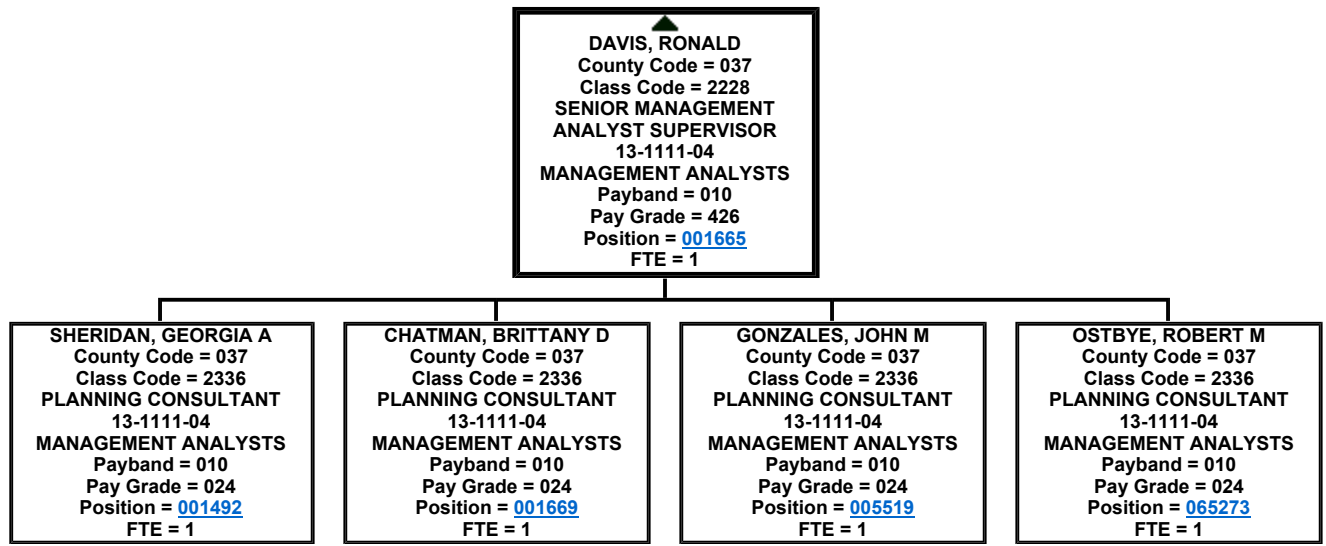 DAVIS, RONALD
County Code = 037
Class Code = 2228
SENIOR MANAGEMENT
ANALYST SUPERVISOR
13-1111-04
MANAGEMENT ANALYSTS
Payband = 010
Pay Grade = 426
Position = 001665
FTE = 1
SHERIDAN, GEORGIA A
County Code = 037
Class Code = 2336
PLANNING CONSULTANT
13-1111-04
MANAGEMENT ANALYSTS
Payband = 010
Pay Grade = 024
Position = 001492
FTE = 1
CHATMAN, BRITTANY D
County Code = 037
Class Code = 2336
PLANNING CONSULTANT
13-1111-04
MANAGEMENT ANALYSTS
Payband = 010
Pay Grade = 024
Position = 001669
FTE = 1
GONZALES, JOHN M
County Code = 037
Class Code = 2336
PLANNING CONSULTANT
13-1111-04
MANAGEMENT ANALYSTS
Payband = 010
Pay Grade = 024
Position = 005519
FTE = 1
OSTBYE, ROBERT M
County Code = 037
Class Code = 2336
PLANNING CONSULTANT
13-1111-04
MANAGEMENT ANALYSTS
Payband = 010
Pay Grade = 024
Position = 065273
FTE = 1